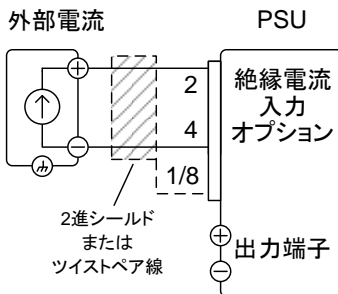 外部電流
PSU
2
4
1/8
絶縁電流
入力
オプション
2進シールド
または
ツイストペア線
出力端子